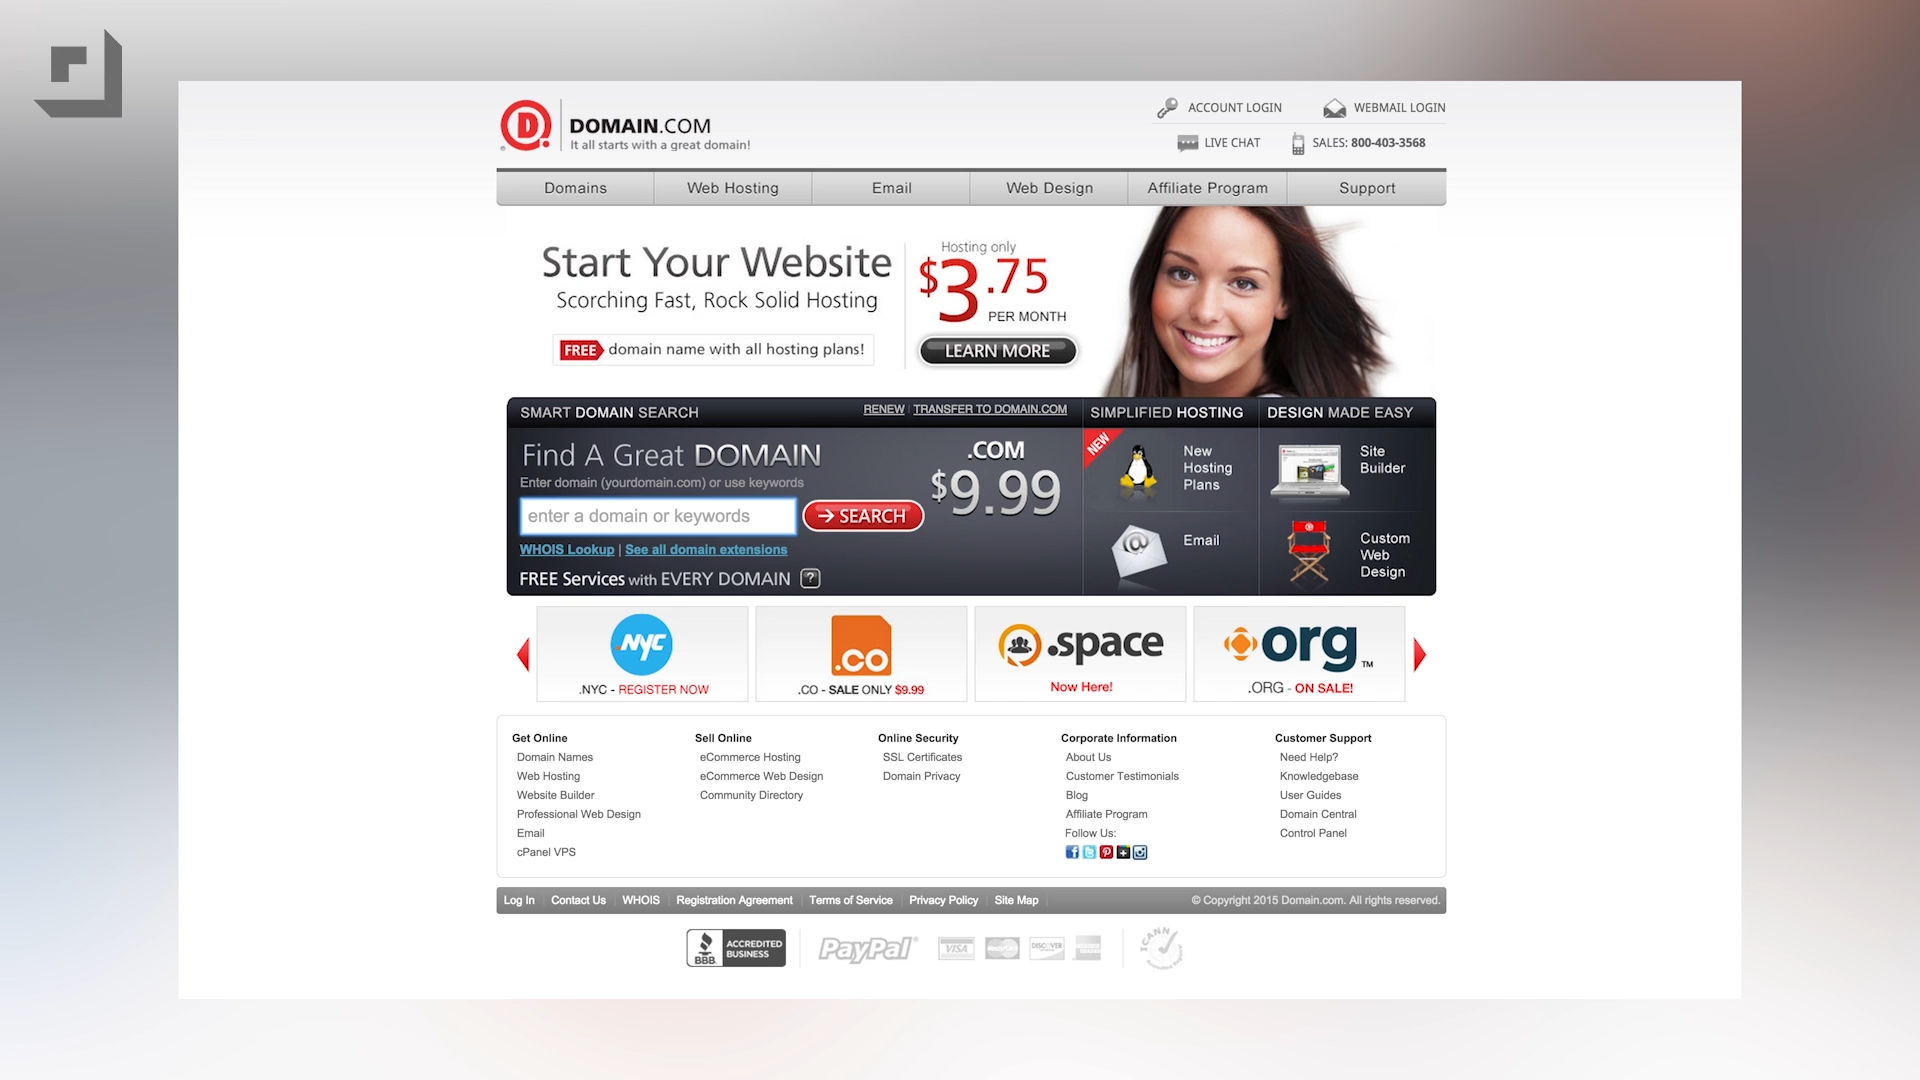 DOMAIN.COM
It all starts with a great domain!
ACCOUNT LOGIN
WEBMAIL LOGIN
LIVE CHAT
SALES: 800-403-3568
Domains
Web Hosting
Email
Web Design
Affiliate Program
Support
Start Your Website
Scorching Fast, Rock Solid Hosting
FREE domain name with all hosting plans!
Hosting only
$3.75
PER MONTH
LEARN MORE
SMART DOMAIN SEARCH
RENEW | TRANSFER TO DOMAIN.COM
Find A Great DOMAIN
Enter domain (yourdomain.com) or use keywords
enter a domain or keywords
SEARCH
WHOIS Lookup | See all domain extensions
FREE Services with EVERY DOMAIN ?
.COM
$9.99
SIMPLIFIED HOSTING
NEW
New
Hosting
Plans
@
Email
DESIGN MADE EASY
Site
Builder
Custom
Web
Design
.NYC
.NYC - REGISTER NOW
.co
.CO - SALE ONLY $9.99
.space
Now Here!
org TM
.ORG - ON SALE!
Get Online
Domain Names
Web Hosting
Website Builder
Professional Web Design
Email
cPanel VPS
Sell Online
eCommerce Hosting
eCommerce Web Design
Community Directory
Online Security
SSL Certificates
Domain Privacy
Corporate Information
About Us
Customer Testimonials
Blog
Affiliate Program
Follow Us:
Customer Support
Need Help?
Knowledgebase
User Guides
Domain Central
Control Panel
Log In
Contact Us
WHOIS
Registration Agreement
Terms of Service
Privacy Policy
Site Map
© Copyright 2015 Domain.com. All rights reserved.
BBB
ACCREDITED
BUSINESS
PayPal
VISA
DISCOVER
ICANN